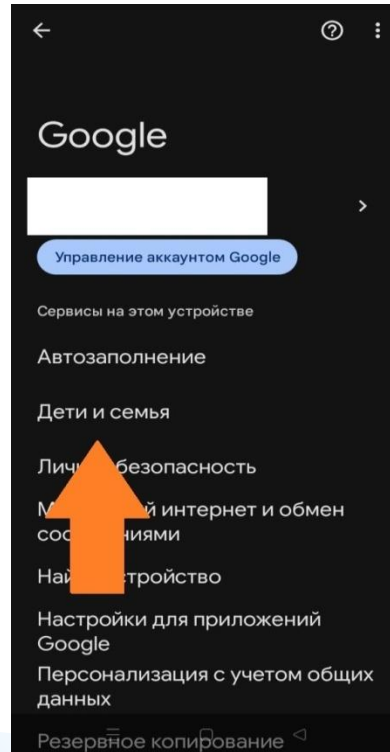 Google
Управление аккаунтом Google
Сервисы на этом устройстве
Автозаполнение
Дети и семья
безопасность
интернет и обмен
Настройки для приложений
Google
Персонализация с учетом общих
данных
Резервное копирование